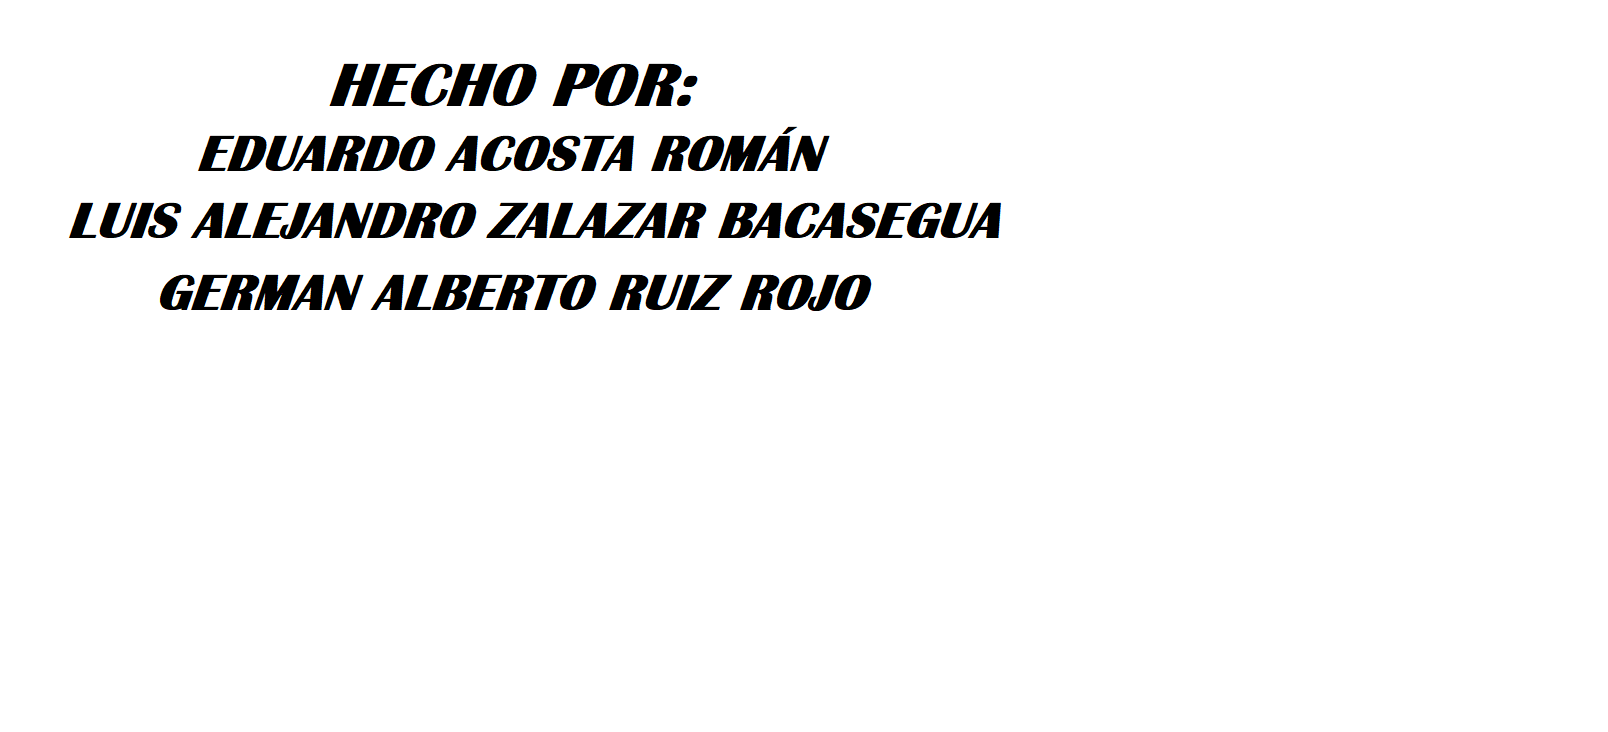 HECHO POR:
EDUARDO ACOSTA ROMÁN
LUIS ALEJANDRO ZALAZAR BACASEGUA
GERMAN ALBERTO RUIZ ROJO